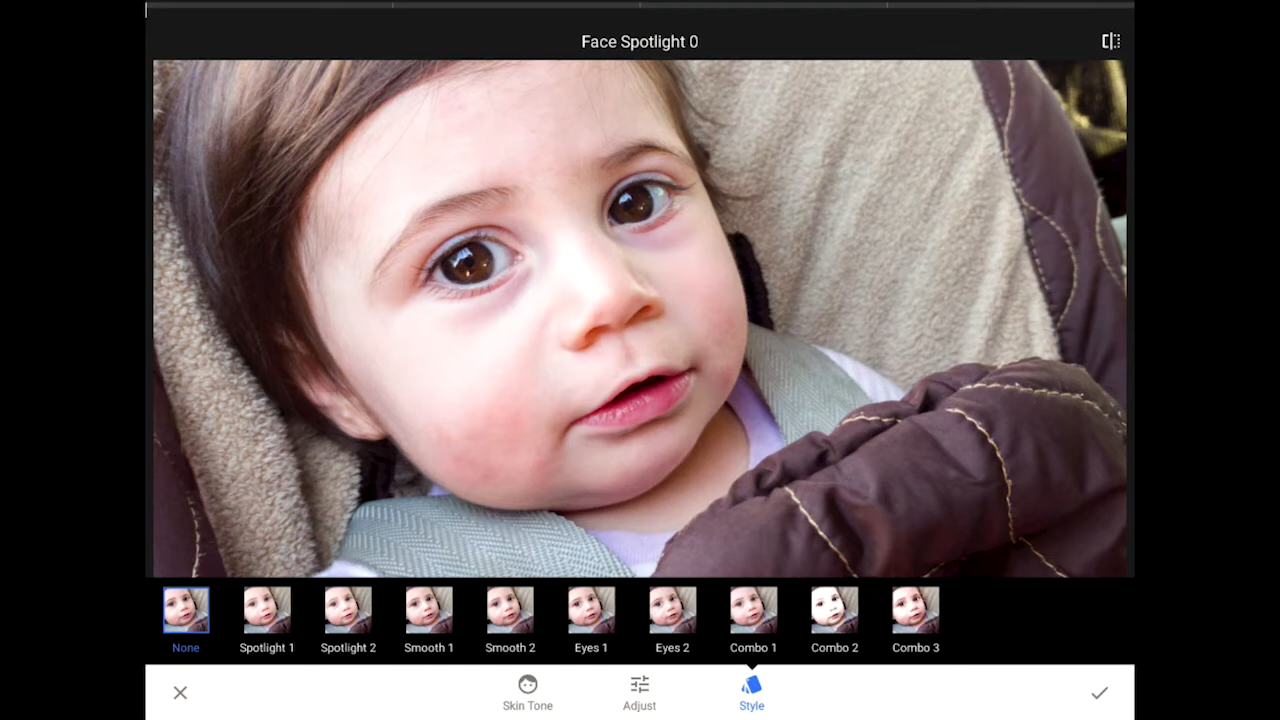 Face Spotlight 0
None Spotlight 1 Spotlight 2 Smooth 1 Smooth 2 Eyes 1 Eyes 2 Combo 1 Combo 2 Combo 3
Skin Tone Adjust Style